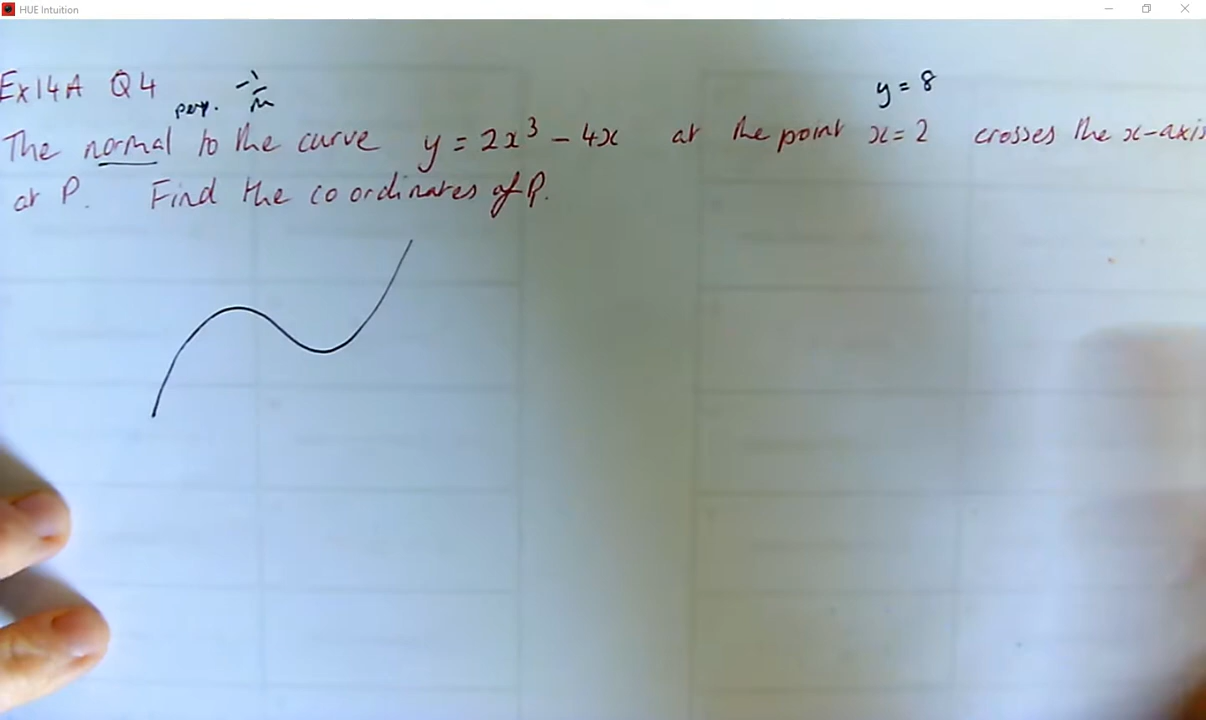 HUE Intuition
Ex14A Q4
perp. -1/m
y = 8
The normal to the curve y = 2x³ - 4x at the point x = 2 crosses the x-axis
at P. Find the coordinates of P.